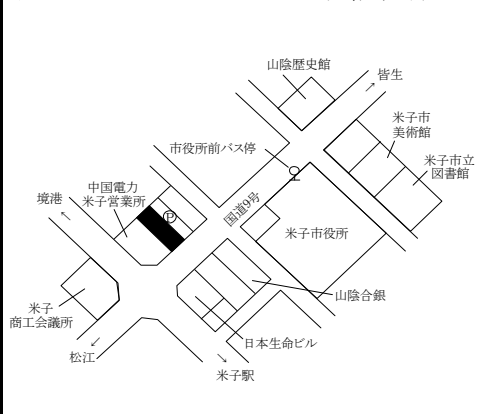 山陰歴史館
皆生
米子市
美術館
市役所前バス停
米子市立
図書館
中国電力
米子営業所
境港
Ⓟ
国道9号
米子市役所
山陰合銀
米子
商工会議所
日本生命ビル
松江
米子駅